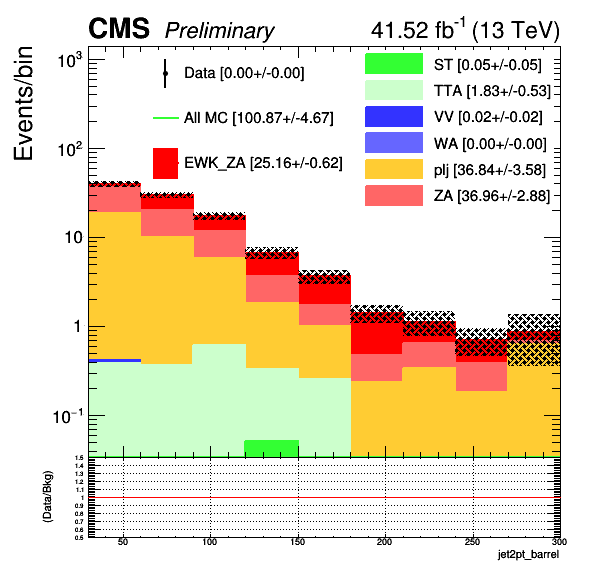 CMS Preliminary 41.52 fb-1 (13 TeV)
Events/bin
10^3
10^2
10
1
10^-1
Data [0.00+/-0.00]
All MC [100.87+/-4.67]
EWK_ZA [25.16+/-0.62]
ST [0.05+/-0.05]
TTA [1.83+/-0.53]
VV [0.02+/-0.02]
WA [0.00+/-0.00]
plj [36.84+/-3.58]
ZA [36.96+/-2.88]
(Data/Bkg)
1.5
1.4
1.3
1.2
1.1
1
0.9
0.8
0.7
0.6
0.5
50 100 150 200 250 300
jet2pt_barrel